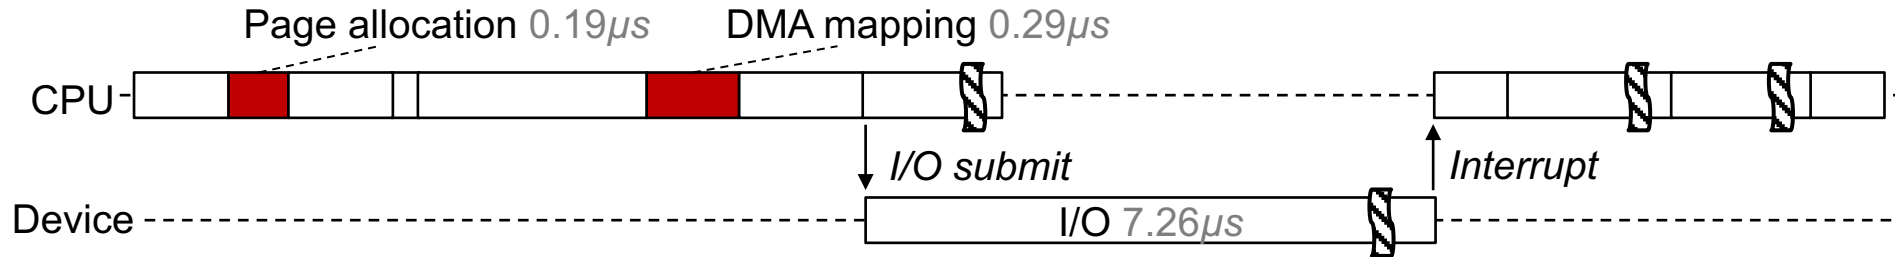 Page allocation 0.19µs
DMA mapping 0.29µs
CPU
I/O submit
Interrupt
Device
I/O 7.26µs